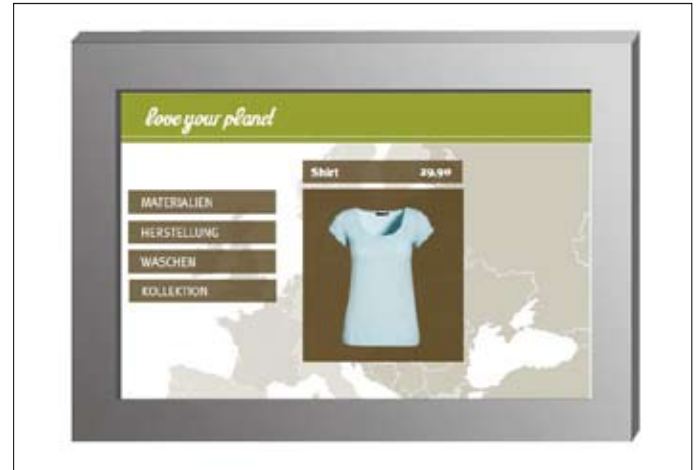 love your planet
Shirt 29.90
MATERIALIEN
HERSTELLUNG
WASCHEN
KOLLEKTION